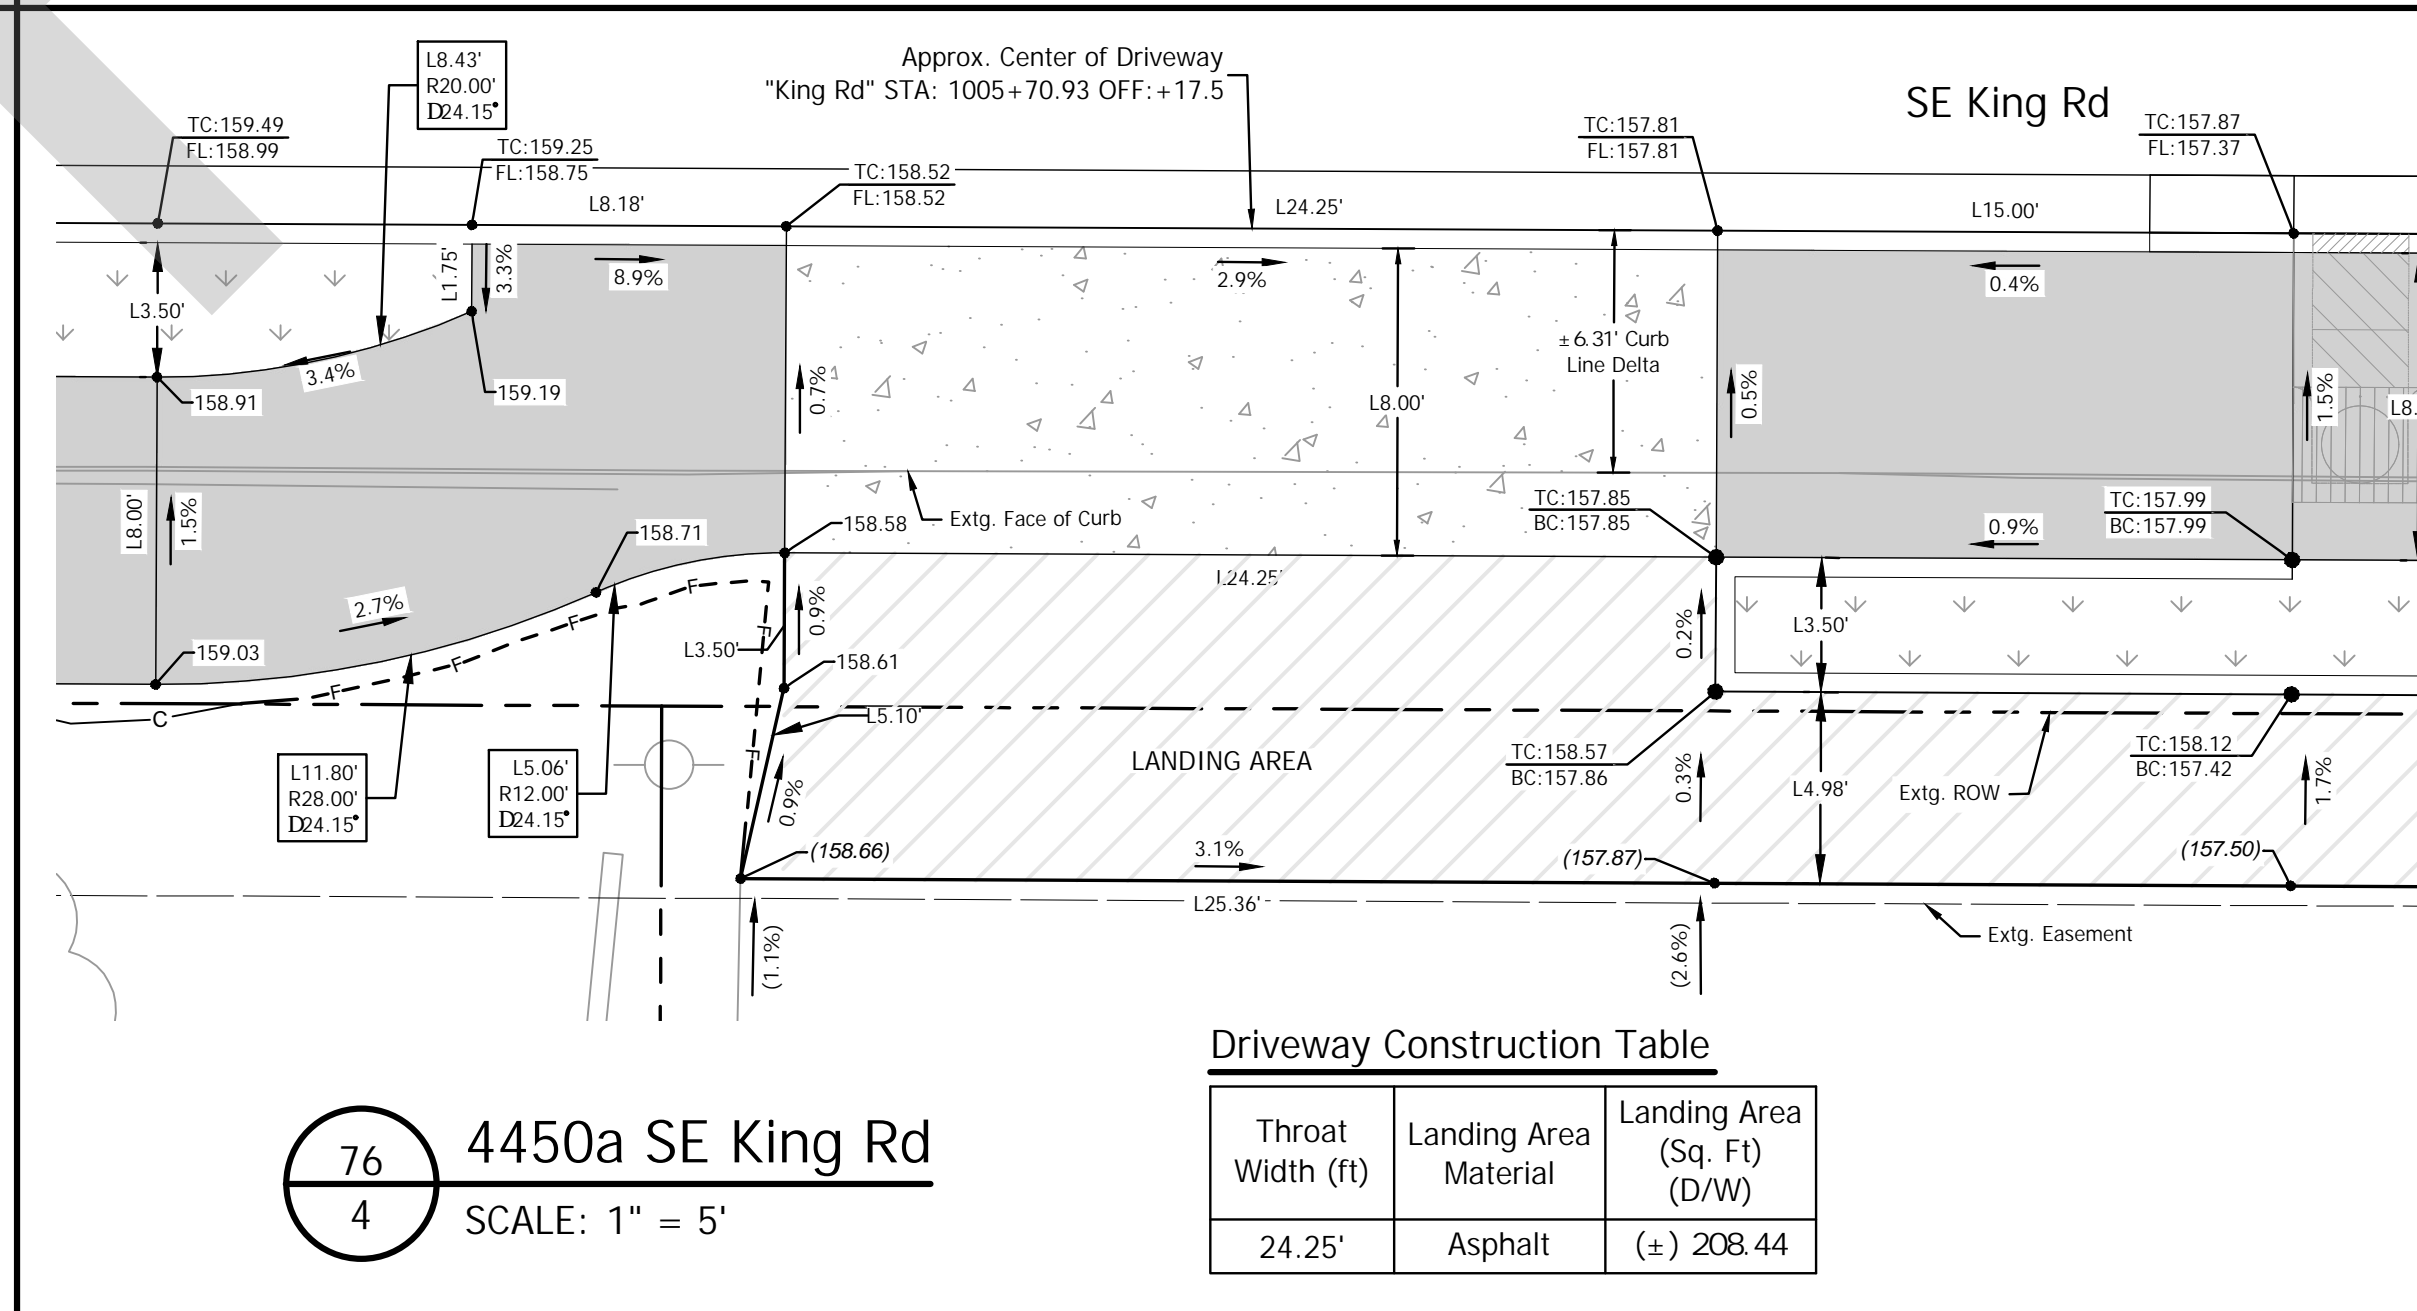 L8.43'
R20.00'
D24.15°
Approx. Center of Driveway
"King Rd" STA: 1005+70.93 OFF:+17.5
SE King Rd
TC:159.49
FL:158.99
TC:159.25
FL:158.75
TC:158.52
FL:158.52
TC:157.81
FL:157.81
TC:157.87
FL:157.37
L8.18'
L24.25'
L15.00'
L1.75'
3.3%
8.9%
2.9%
0.4%
L3.50'
±6.31' Curb
Line Delta
3.4%
158.91
159.19
0.7%
L8.00'
0.5%
1.5%
L8.
L8.00'
1.5%
158.71
158.58
Extg. Face of Curb
TC:157.85
BC:157.85
TC:157.99
BC:157.99
0.9%
L24.25'
2.7%
F
F
F
F
F
F
F
159.03
L3.50'
0.9%
158.61
0.2%
L3.50'
C
L5.10'
LANDING AREA
TC:158.57
BC:157.86
TC:158.12
BC:157.42
L11.80'
R28.00'
D24.15°
L5.06'
R12.00'
D24.15°
0.9%
0.3%
L4.98'
Extg. ROW
1.7%
(158.66)
3.1%
(157.87)
(157.50)
L25.36'
(1.1%)
(2.6%)
Extg. Easement
Driveway Construction Table
Throat
Width (ft)
Landing Area
Material
Landing Area
(Sq. Ft)
(D/W)
24.25'
Asphalt
(±) 208.44
76
4
4450a SE King Rd
SCALE: 1" = 5'